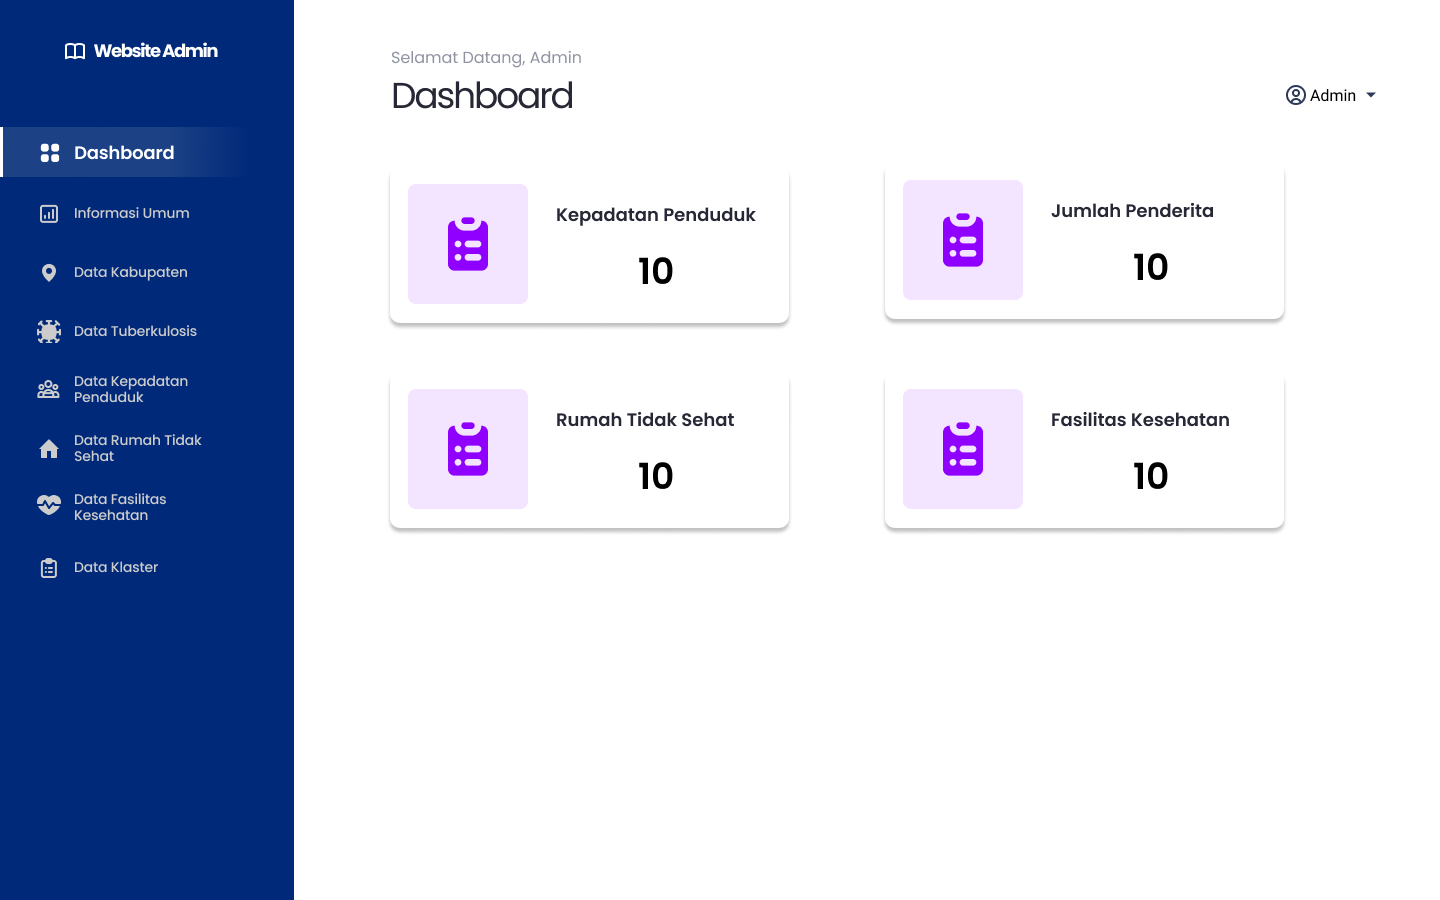 Website Admin
Dashboard
Informasi Umum
Data Kabupaten
Data Tuberkulosis
Data Kepadatan
Penduduk
Data Rumah Tidak
Sehat
Data Fasilitas
Kesehatan
Data Klaster
Selamat Datang, Admin
Dashboard
Admin
Kepadatan Penduduk
10
Jumlah Penderita
10
Rumah Tidak Sehat
10
Fasilitas Kesehatan
10